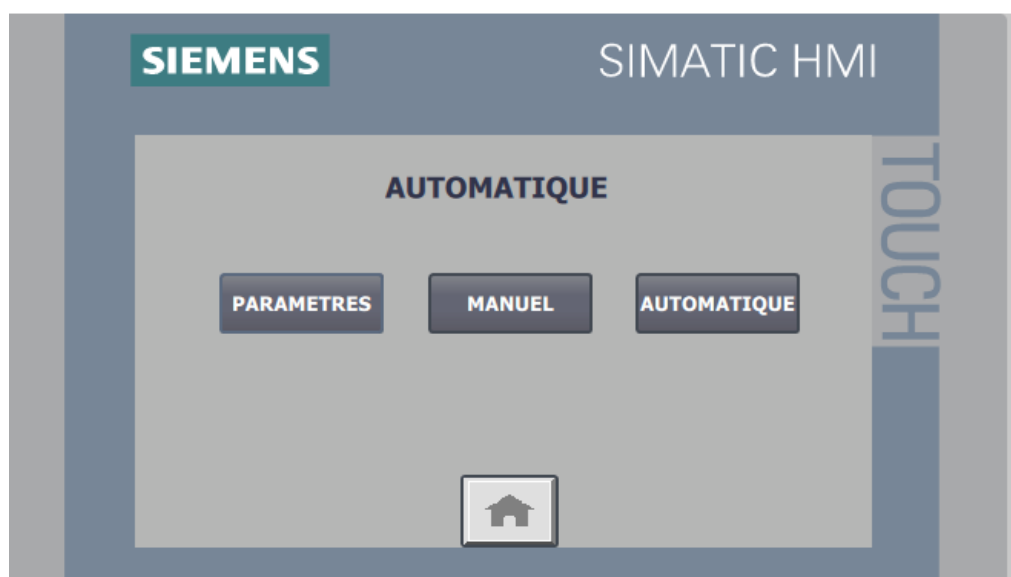 SIEMENS
SIMATIC HMI
TOUCH
AUTOMATIQUE
PARAMETRES
MANUEL
AUTOMATIQUE